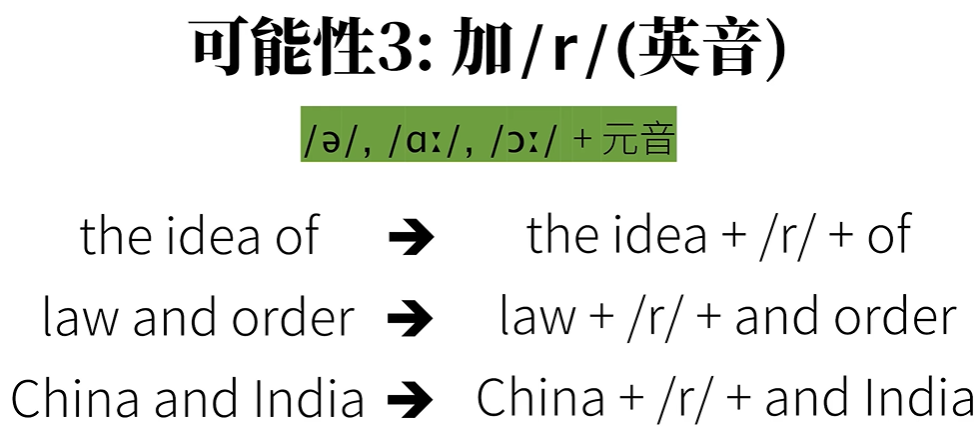 可能性3: 加/r/(英音)
/ə/, /ɑː/, /ɔː/ + 元音
the idea of ➔ the idea + /r/ + of
law and order ➔ law + /r/ + and order
China and India ➔ China + /r/ + and India